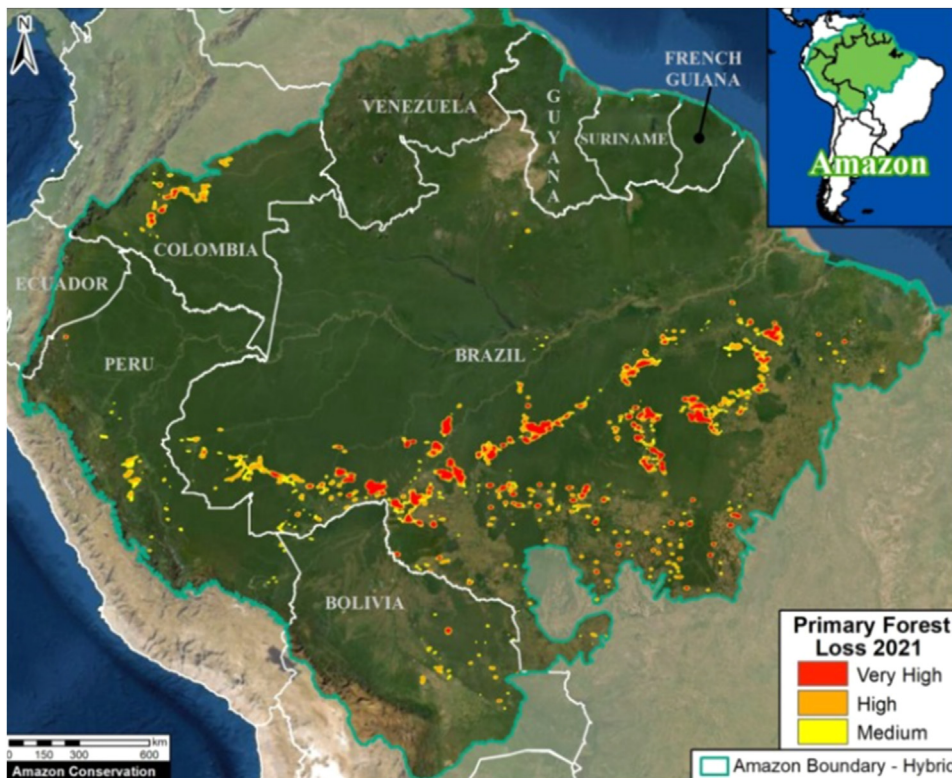 N
VENEZUELA
GUYANA
SURINAME
FRENCH
GUIANA
Amazon
COLOMBIA
ECUADOR
PERU
BRAZIL
BOLIVIA
Primary Forest
Loss 2021
Very High
High
Medium
Amazon Boundary - Hybri
km
0 150 300 600
Amazon Conservation